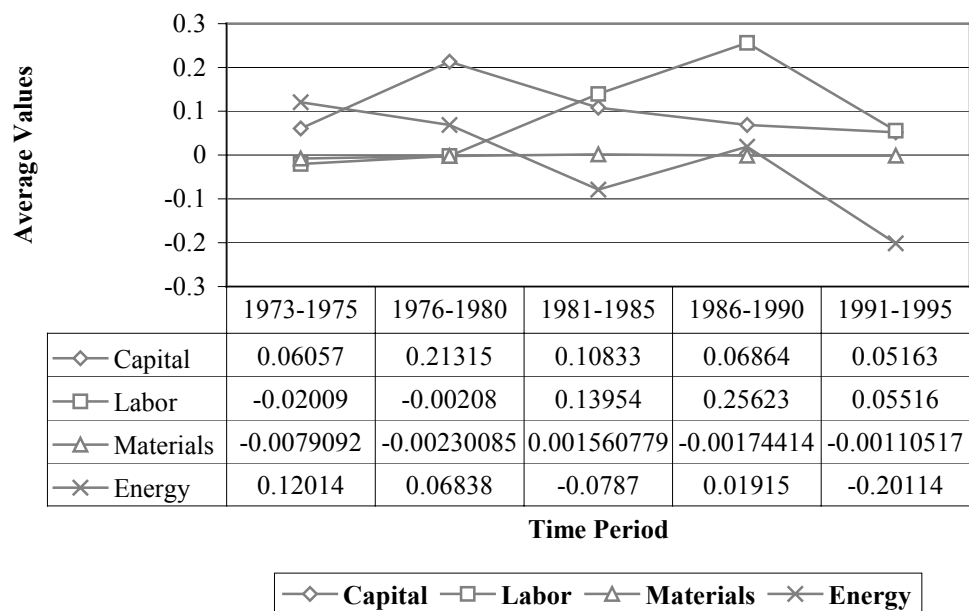 Average Values
0.3
0.2
0.1
0
-0.1
-0.2
-0.3
1973-1975 1976-1980 1981-1985 1986-1990 1991-1995
Capital 0.06057 0.21315 0.10833 0.06864 0.05163
Labor -0.02009 -0.00208 0.13954 0.25623 0.05516
Materials -0.0079092 -0.00230085 0.001560779 -0.00174414 -0.00110517
Energy 0.12014 0.06838 -0.0787 0.01915 -0.20114
Time Period
Capital Labor Materials Energy